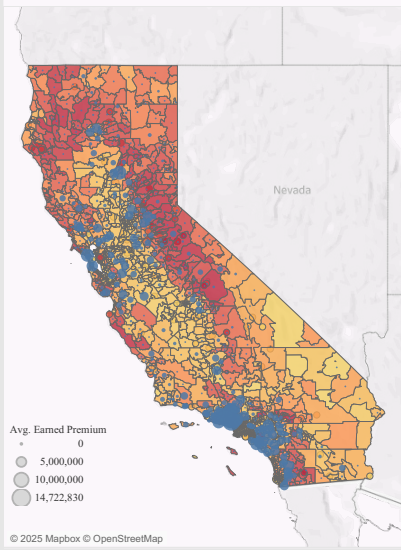 Nevada
Avg. Earned Premium
0
5,000,000
10,000,000
14,722,830
© 2025 Mapbox © OpenStreetMap